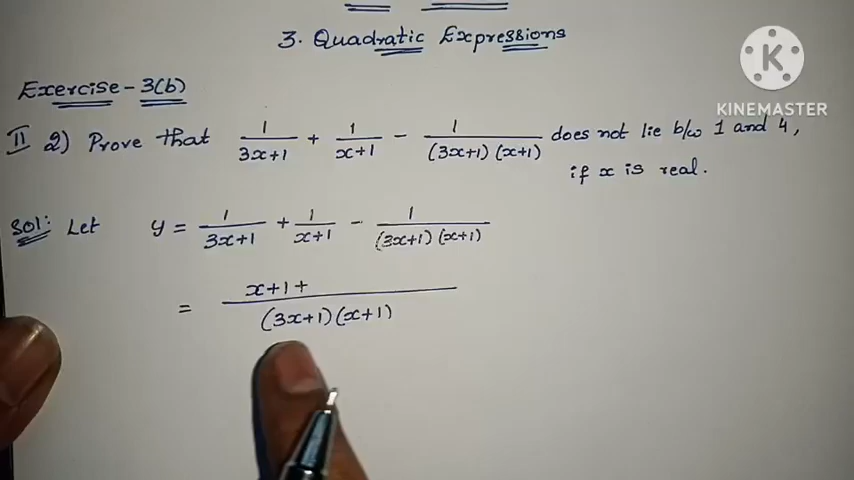 3. Quadratic Expressions
K
KINEMASTER
Exercise-3(b)
II 2) Prove that 1/(3x+1) + 1/(x+1) − 1/((3x+1)(x+1)) does not lie b/w 1 and 4,
if x is real.
Sol: Let y = 1/(3x+1) + 1/(x+1) − 1/((3x+1)(x+1))
= x+1+ / (3x+1)(x+1)